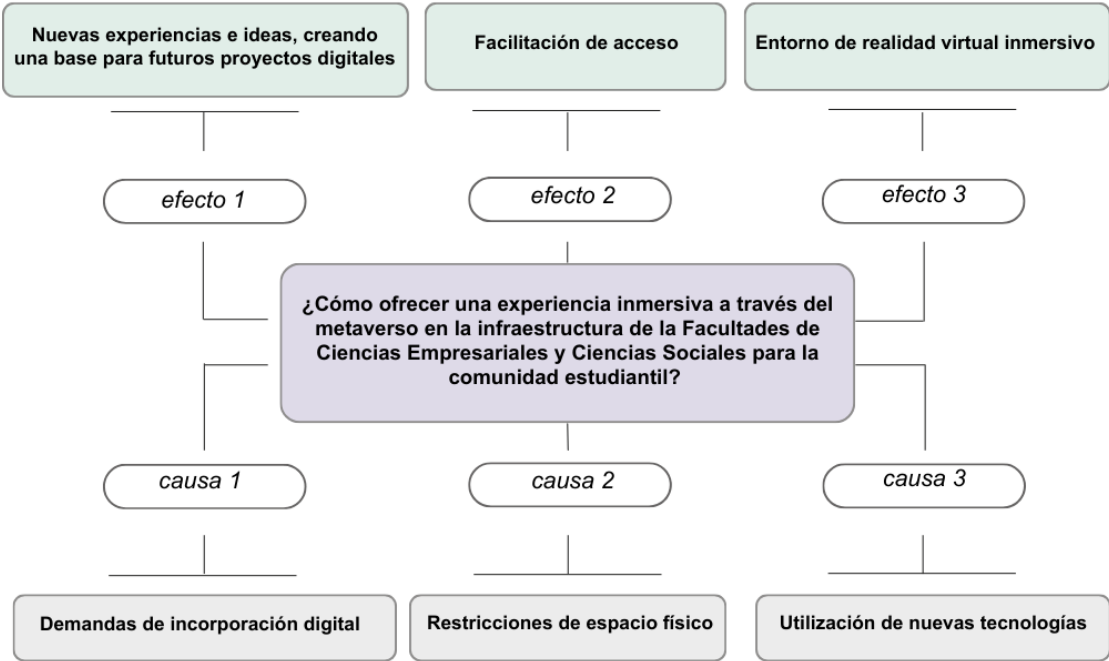 Nuevas experiencias e ideas, creando
una base para futuros proyectos digitales
Facilitación de acceso
Entorno de realidad virtual inmersivo
efecto 1
efecto 2
efecto 3
¿Cómo ofrecer una experiencia inmersiva a través del
metaverso en la infraestructura de la Facultades de
Ciencias Empresariales y Ciencias Sociales para la
comunidad estudiantil?
causa 1
causa 2
causa 3
Demandas de incorporación digital
Restricciones de espacio físico
Utilización de nuevas tecnologías